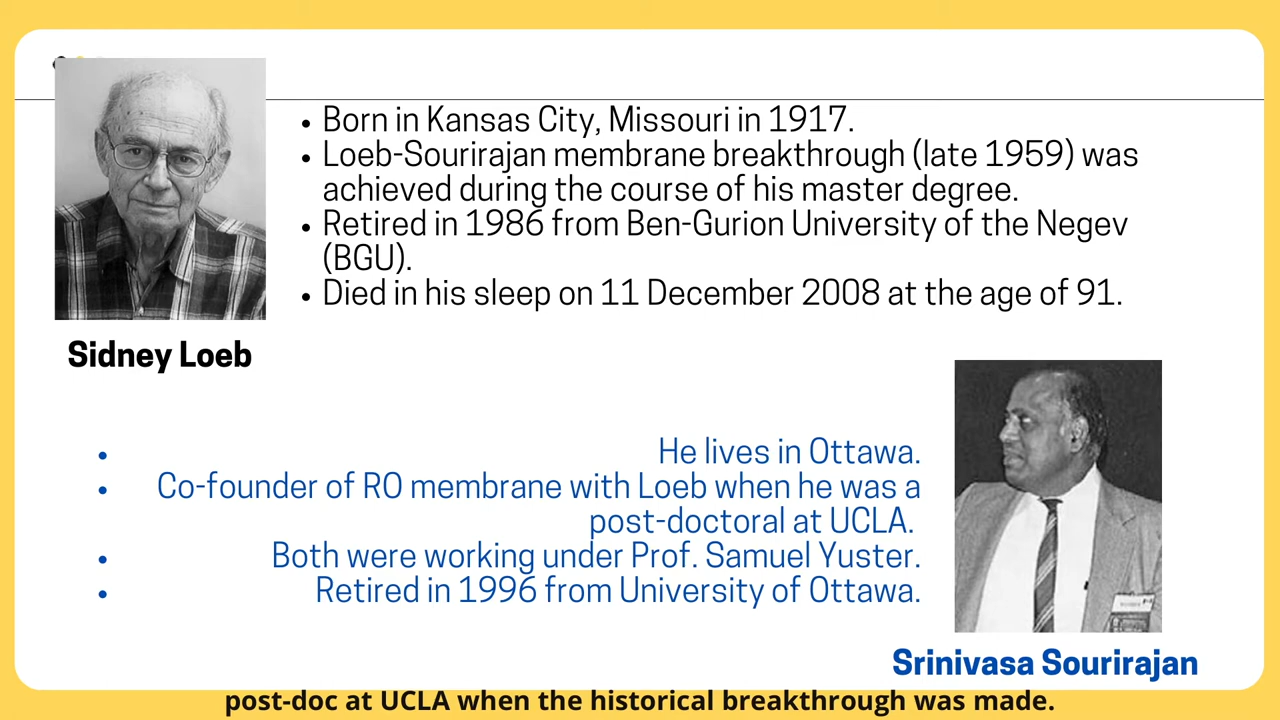 • Born in Kansas City, Missouri in 1917.
• Loeb-Sourirajan membrane breakthrough (late 1959) was
achieved during the course of his master degree.
• Retired in 1986 from Ben-Gurion University of the Negev
(BGU).
• Died in his sleep on 11 December 2008 at the age of 91.
Sidney Loeb
• He lives in Ottawa.
• Co-founder of RO membrane with Loeb when he was a
post-doctoral at UCLA.
• Both were working under Prof. Samuel Yuster.
• Retired in 1996 from University of Ottawa.
Srinivasa Sourirajan
post-doc at UCLA when the historical breakthrough was made.